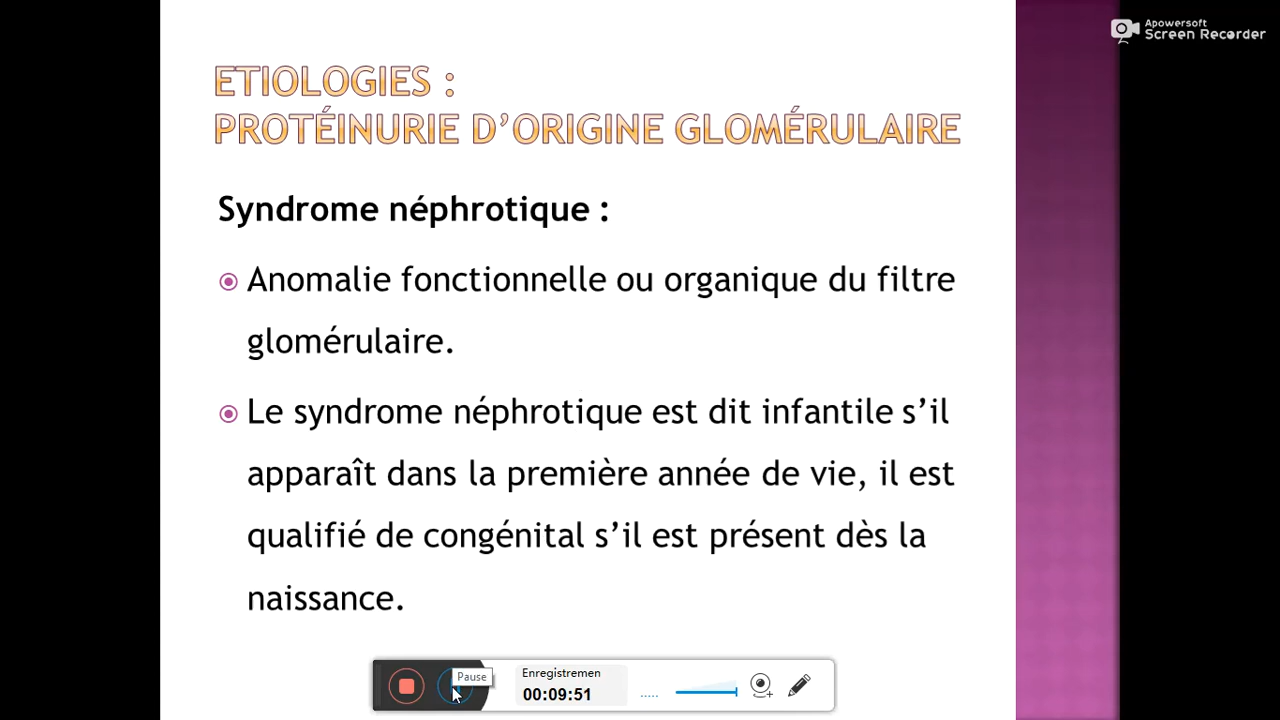 Apowersoft
Screen Recorder
ETIOLOGIES :
PROTÉINURIE D’ORIGINE GLOMÉRULAIRE
Syndrome néphrotique :
Anomalie fonctionnelle ou organique du filtre
glomérulaire.
Le syndrome néphrotique est dit infantile s’il
apparaît dans la première année de vie, il est
qualifié de congénital s’il est présent dès la
naissance.
Pause
Enregistremen
00:09:51